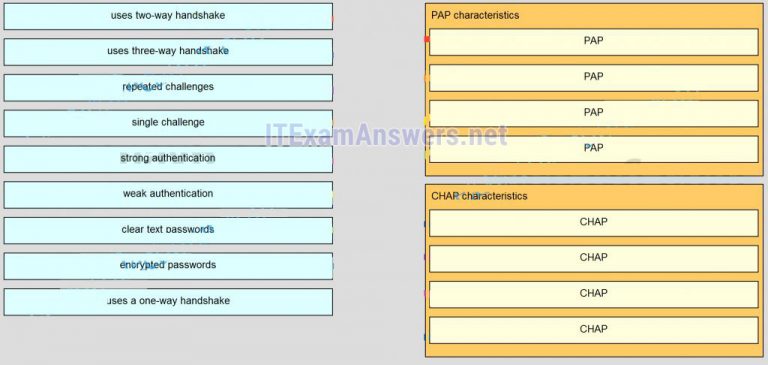 uses two-way handshake
uses three-way handshake
repeated challenges
single challenge
strong authentication
weak authentication
clear text passwords
encrypted passwords
uses a one-way handshake
ITExamAnswers.net
PAP characteristics
PAP
PAP
PAP
PAP
CHAP characteristics
CHAP
CHAP
CHAP
CHAP